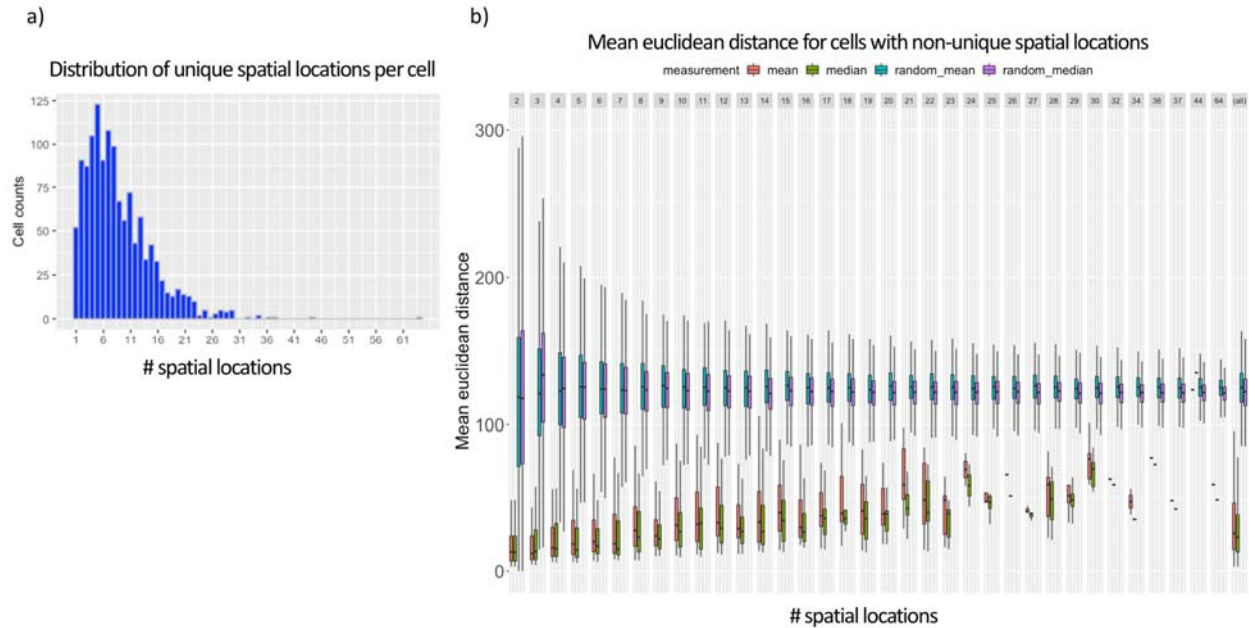 a)
Distribution of unique spatial locations per cell
125
100
75
50
25
0
Cell counts
1 6 11 16 21 26 31 36 41 46 51 56 61
# spatial locations
b)
Mean euclidean distance for cells with non-unique spatial locations
measurement mean median random_mean random_median
2 3 4 5 6 7 8 9 10 11 12 13 14 15 16 17 18 19 20 21 22 23 24 25 26 27 28 29 30 32 34 36 37 44 64 (all)
300
200
100
0
Mean euclidean distance
# spatial locations